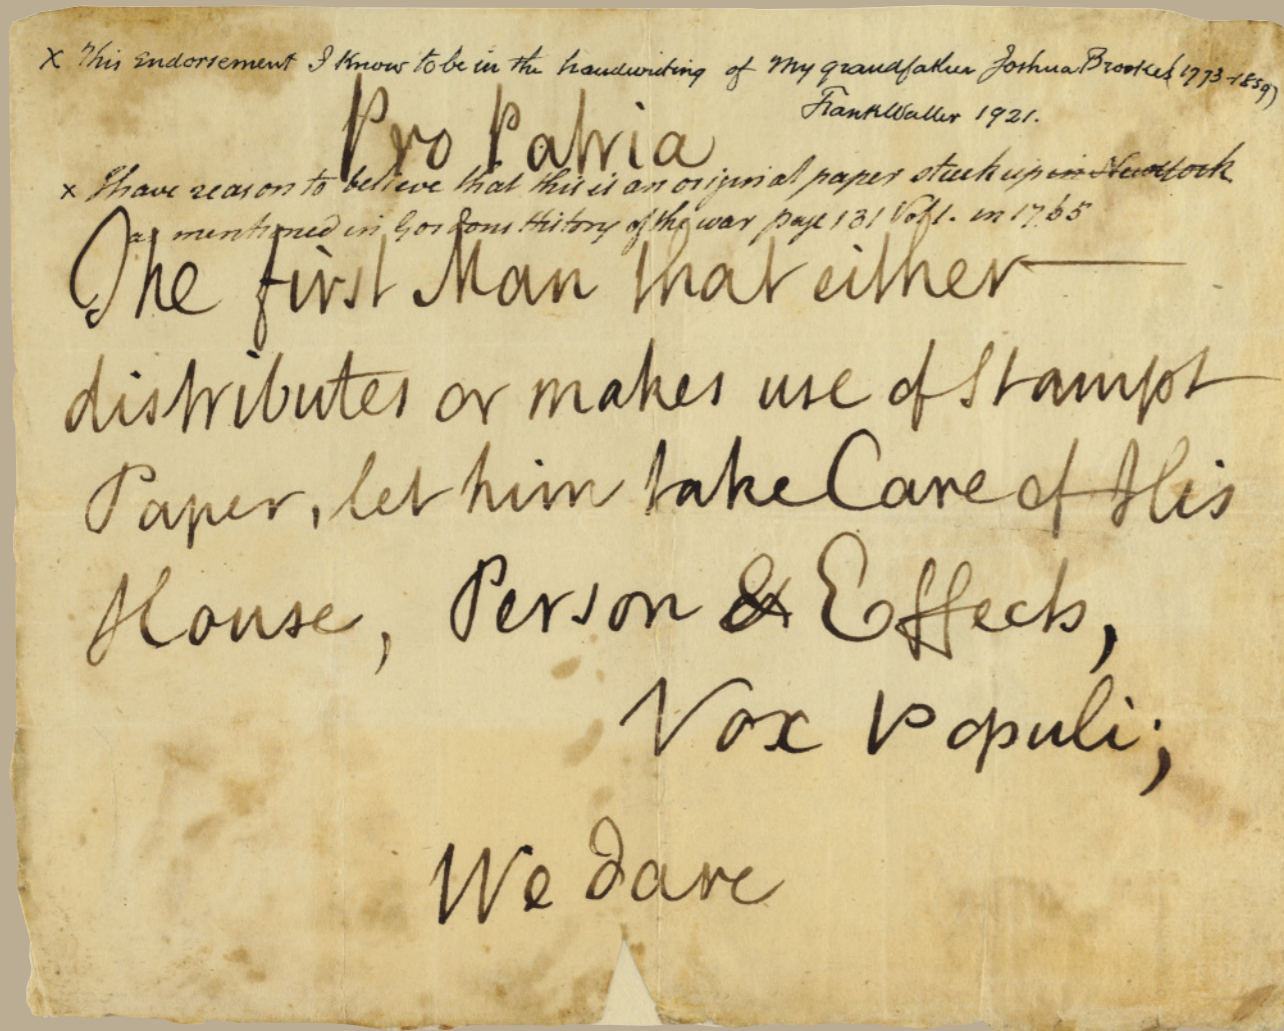 X This Endorsement I Know to be in the handwriting of My grandfather Joshua Brookes (1773-1859)
Frank Waller 1921.
Pro Patria
x I have reason to believe that this is an original paper stuck up in New York
as mentioned in Gordons History of the war page 131 Vol 1. in 1765
The first Man that either
distributes or makes use of Stampt
Paper, let him take Care of His
House, Person & Effects,
Vox Populi;
We dare